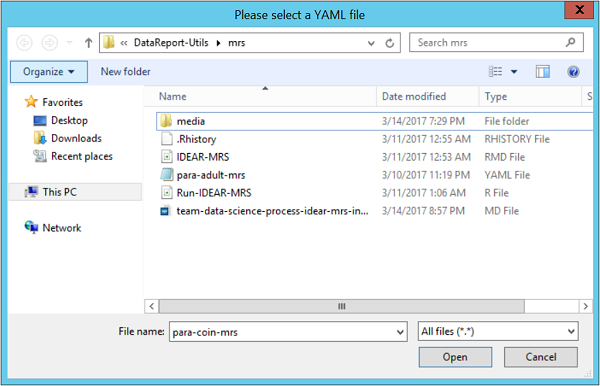 Please select a YAML file
X
« DataReport-Utils mrs
Search mrs
Organize New folder
Favorites
Desktop
Downloads
Recent places
This PC
Network
Name Date modified Type
media 3/14/2017 7:29 PM File folder
.Rhistory 3/11/2017 12:55 AM RHISTORY File
IDEAR-MRS 3/11/2017 12:53 AM RMD File
para-adult-mrs 3/10/2017 11:19 PM YAML File
Run-IDEAR-MRS 3/11/2017 1:06 AM R File
team-data-science-process-idear-mrs-in... 3/14/2017 8:57 PM MD File
File name: para-coin-mrs All files (*.*)
Open Cancel